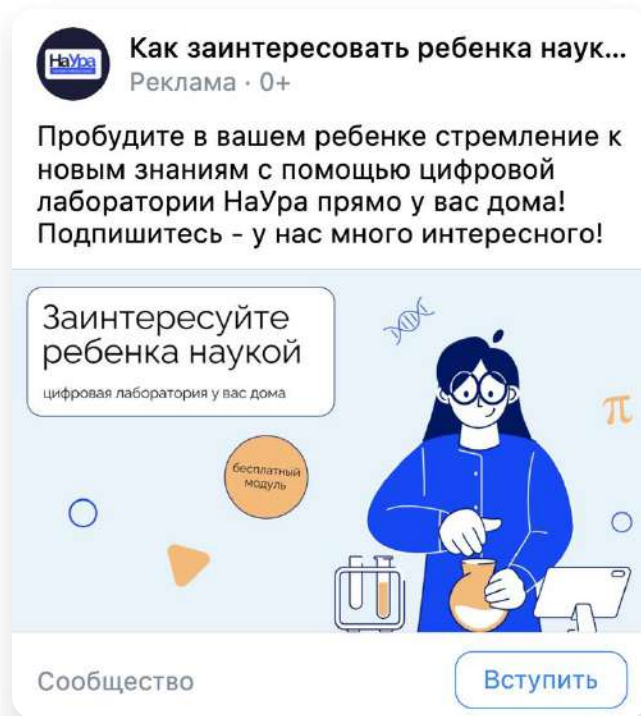 НаУра
Как заинтересовать ребенка наук...
Реклама · 0+
Пробудите в вашем ребенке стремление к
новым знаниям с помощью цифровой
лаборатории НаУра прямо у вас дома!
Подпишитесь - у нас много интересного!
Заинтересуйте
ребенка наукой
цифровая лаборатория у вас дома
бесплатный
модуль
π
Сообщество
Вступить